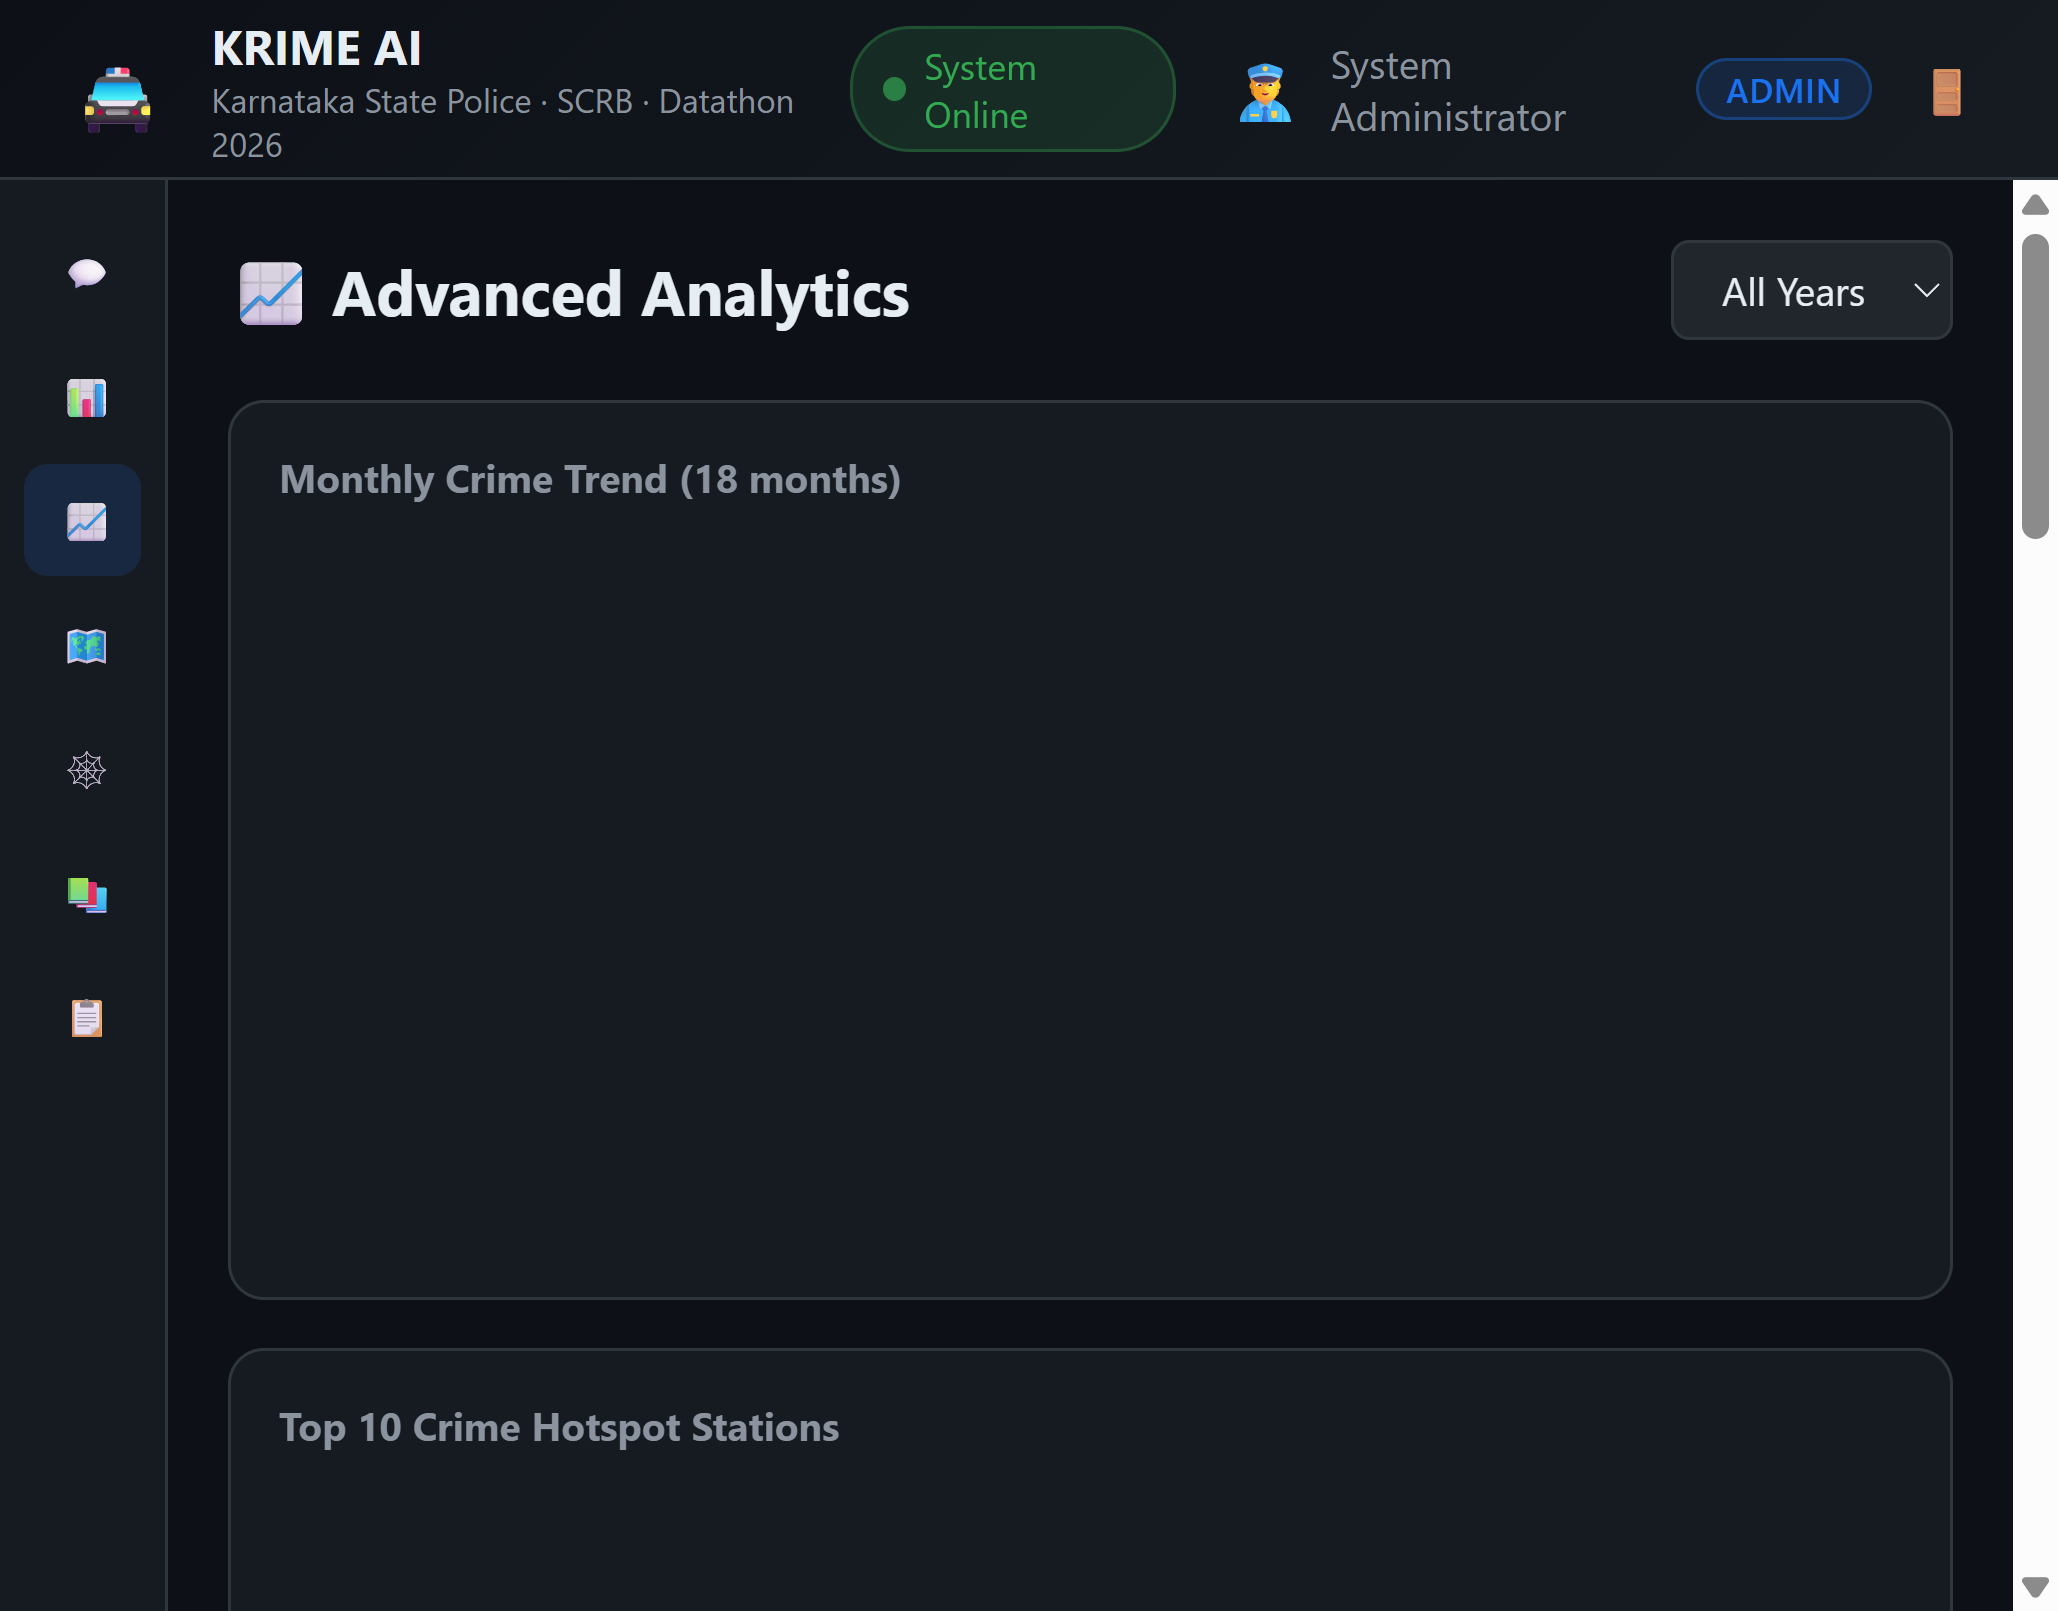 KRIME AI
Karnataka State Police · SCRB · Datathon
2026
System
Online
System
Administrator
ADMIN
Advanced Analytics
All Years
Monthly Crime Trend (18 months)
Top 10 Crime Hotspot Stations